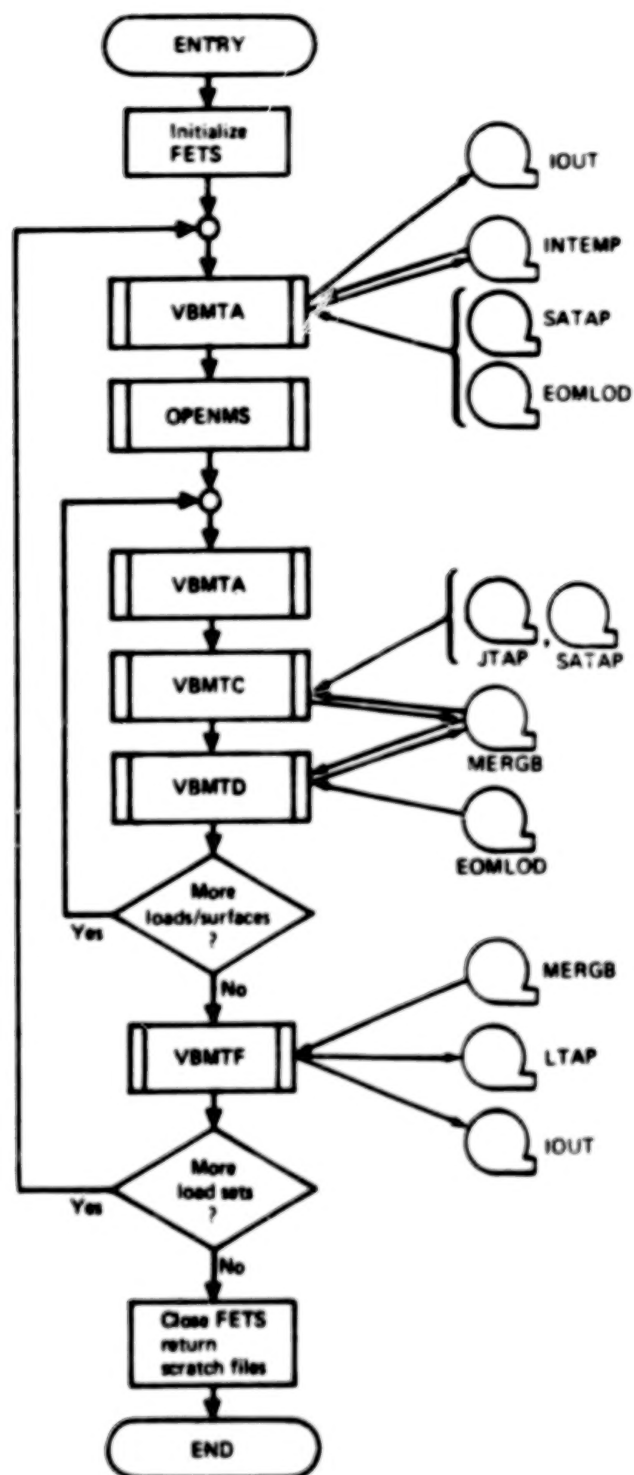 ENTRY
Initialize
FETS
IOUT
INTEMP
VBMTA
SATAP
EOMLOD
OPENMS
VBMTA
JTAP
,
SATAP
VBMTC
MERGB
VBMTD
EOMLOD
More
loads/surfaces
?
Yes
No
MERGB
VBMTF
LTAP
IOUT
More
load sets
?
Yes
No
Close FETS
return
scratch files
END